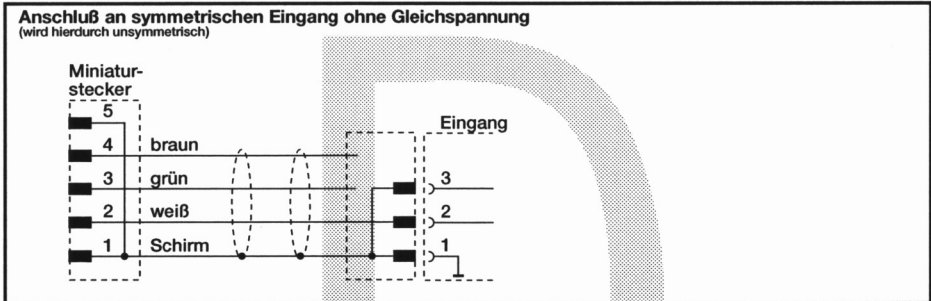 Anschluß an symmetrischen Eingang ohne Gleichspannung
(wird hierdurch unsymmetrisch)
Miniatur-
stecker
Eingang
5
4 braun
3 grün 3
2 weiß 2
1 Schirm 1